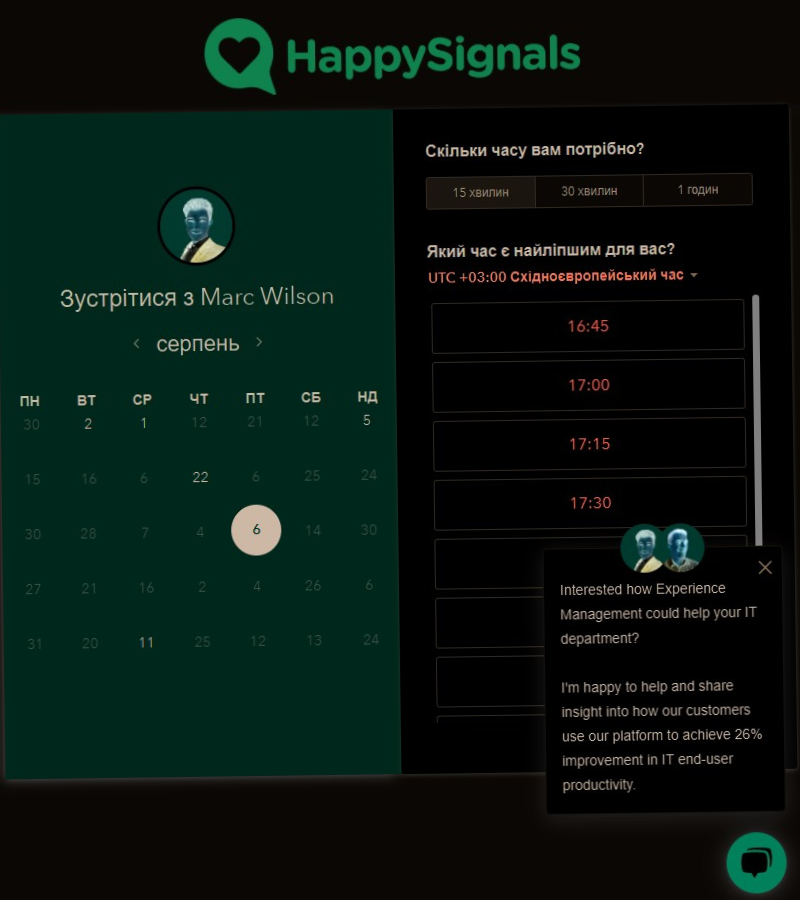 HappySignals
Зустрітися з Marc Wilson
серпень
ПН ВТ СР ЧТ ПТ СБ НД
30 2 1 12 21 12 5
15 16 6 22 6 25 24
30 28 7 4 6 14 30
27 21 16 2 4 26 6
31 20 11 25 12 13 24
Скільки часу вам потрібно?
15 хвилин 30 хвилин 1 годин
Який час є найліпшим для вас?
UTC +03:00 Східноєвропейський час
16:45
17:00
17:15
17:30
Interested how Experience
Management could help your IT
department?
I'm happy to help and share
insight into how our customers
use our platform to achieve 26%
improvement in IT end-user
productivity.